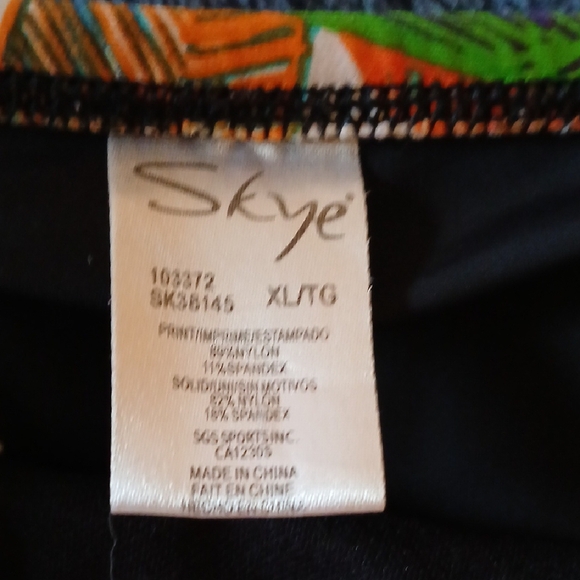 Skye
103372
SK38145 XL/TG
PRINT/IMPRIME/ESTAMPADO
89% NYLON
11% SPANDEX
SOLID/UNI/SIN MOTIVOS
82% NYLON
18% SPANDEX
SGS SPORTS INC.
CA12305
MADE IN CHINA
FAIT EN CHINE